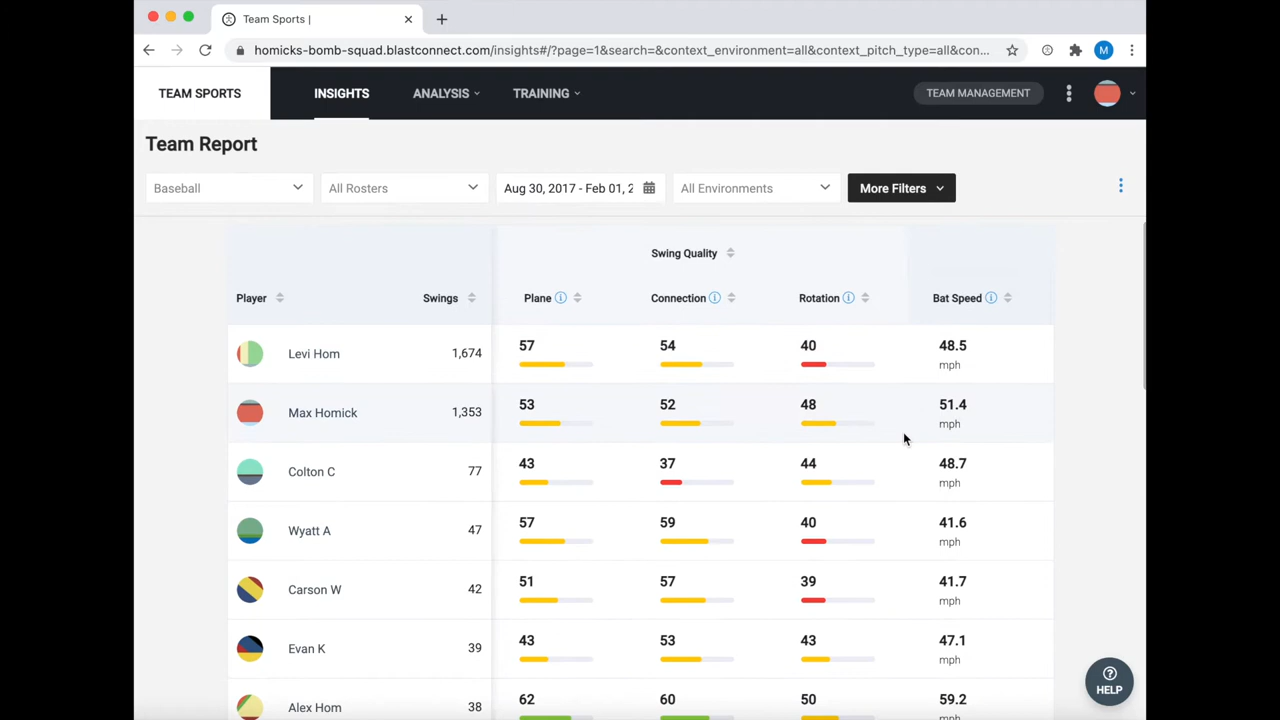 Team Sports |
homicks-bomb-squad.blastconnect.com/insights#/?page=1&search=&context_environment=all&context_pitch_type=all&con...
M
TEAM SPORTS
INSIGHTS
ANALYSIS
TRAINING
TEAM MANAGEMENT
Team Report
Baseball
All Rosters
Aug 30, 2017 - Feb 01, 2
All Environments
More Filters
Swing Quality
Player
Swings
Plane
Connection
Rotation
Bat Speed
Levi Hom 1,674 57 54 40 48.5
mph
Max Homick 1,353 53 52 48 51.4
mph
Colton C 77 43 37 44 48.7
mph
Wyatt A 47 57 59 40 41.6
mph
Carson W 42 51 57 39 41.7
mph
Evan K 39 43 53 43 47.1
mph
Alex Hom 38 62 60 50 59.2
mph
HELP